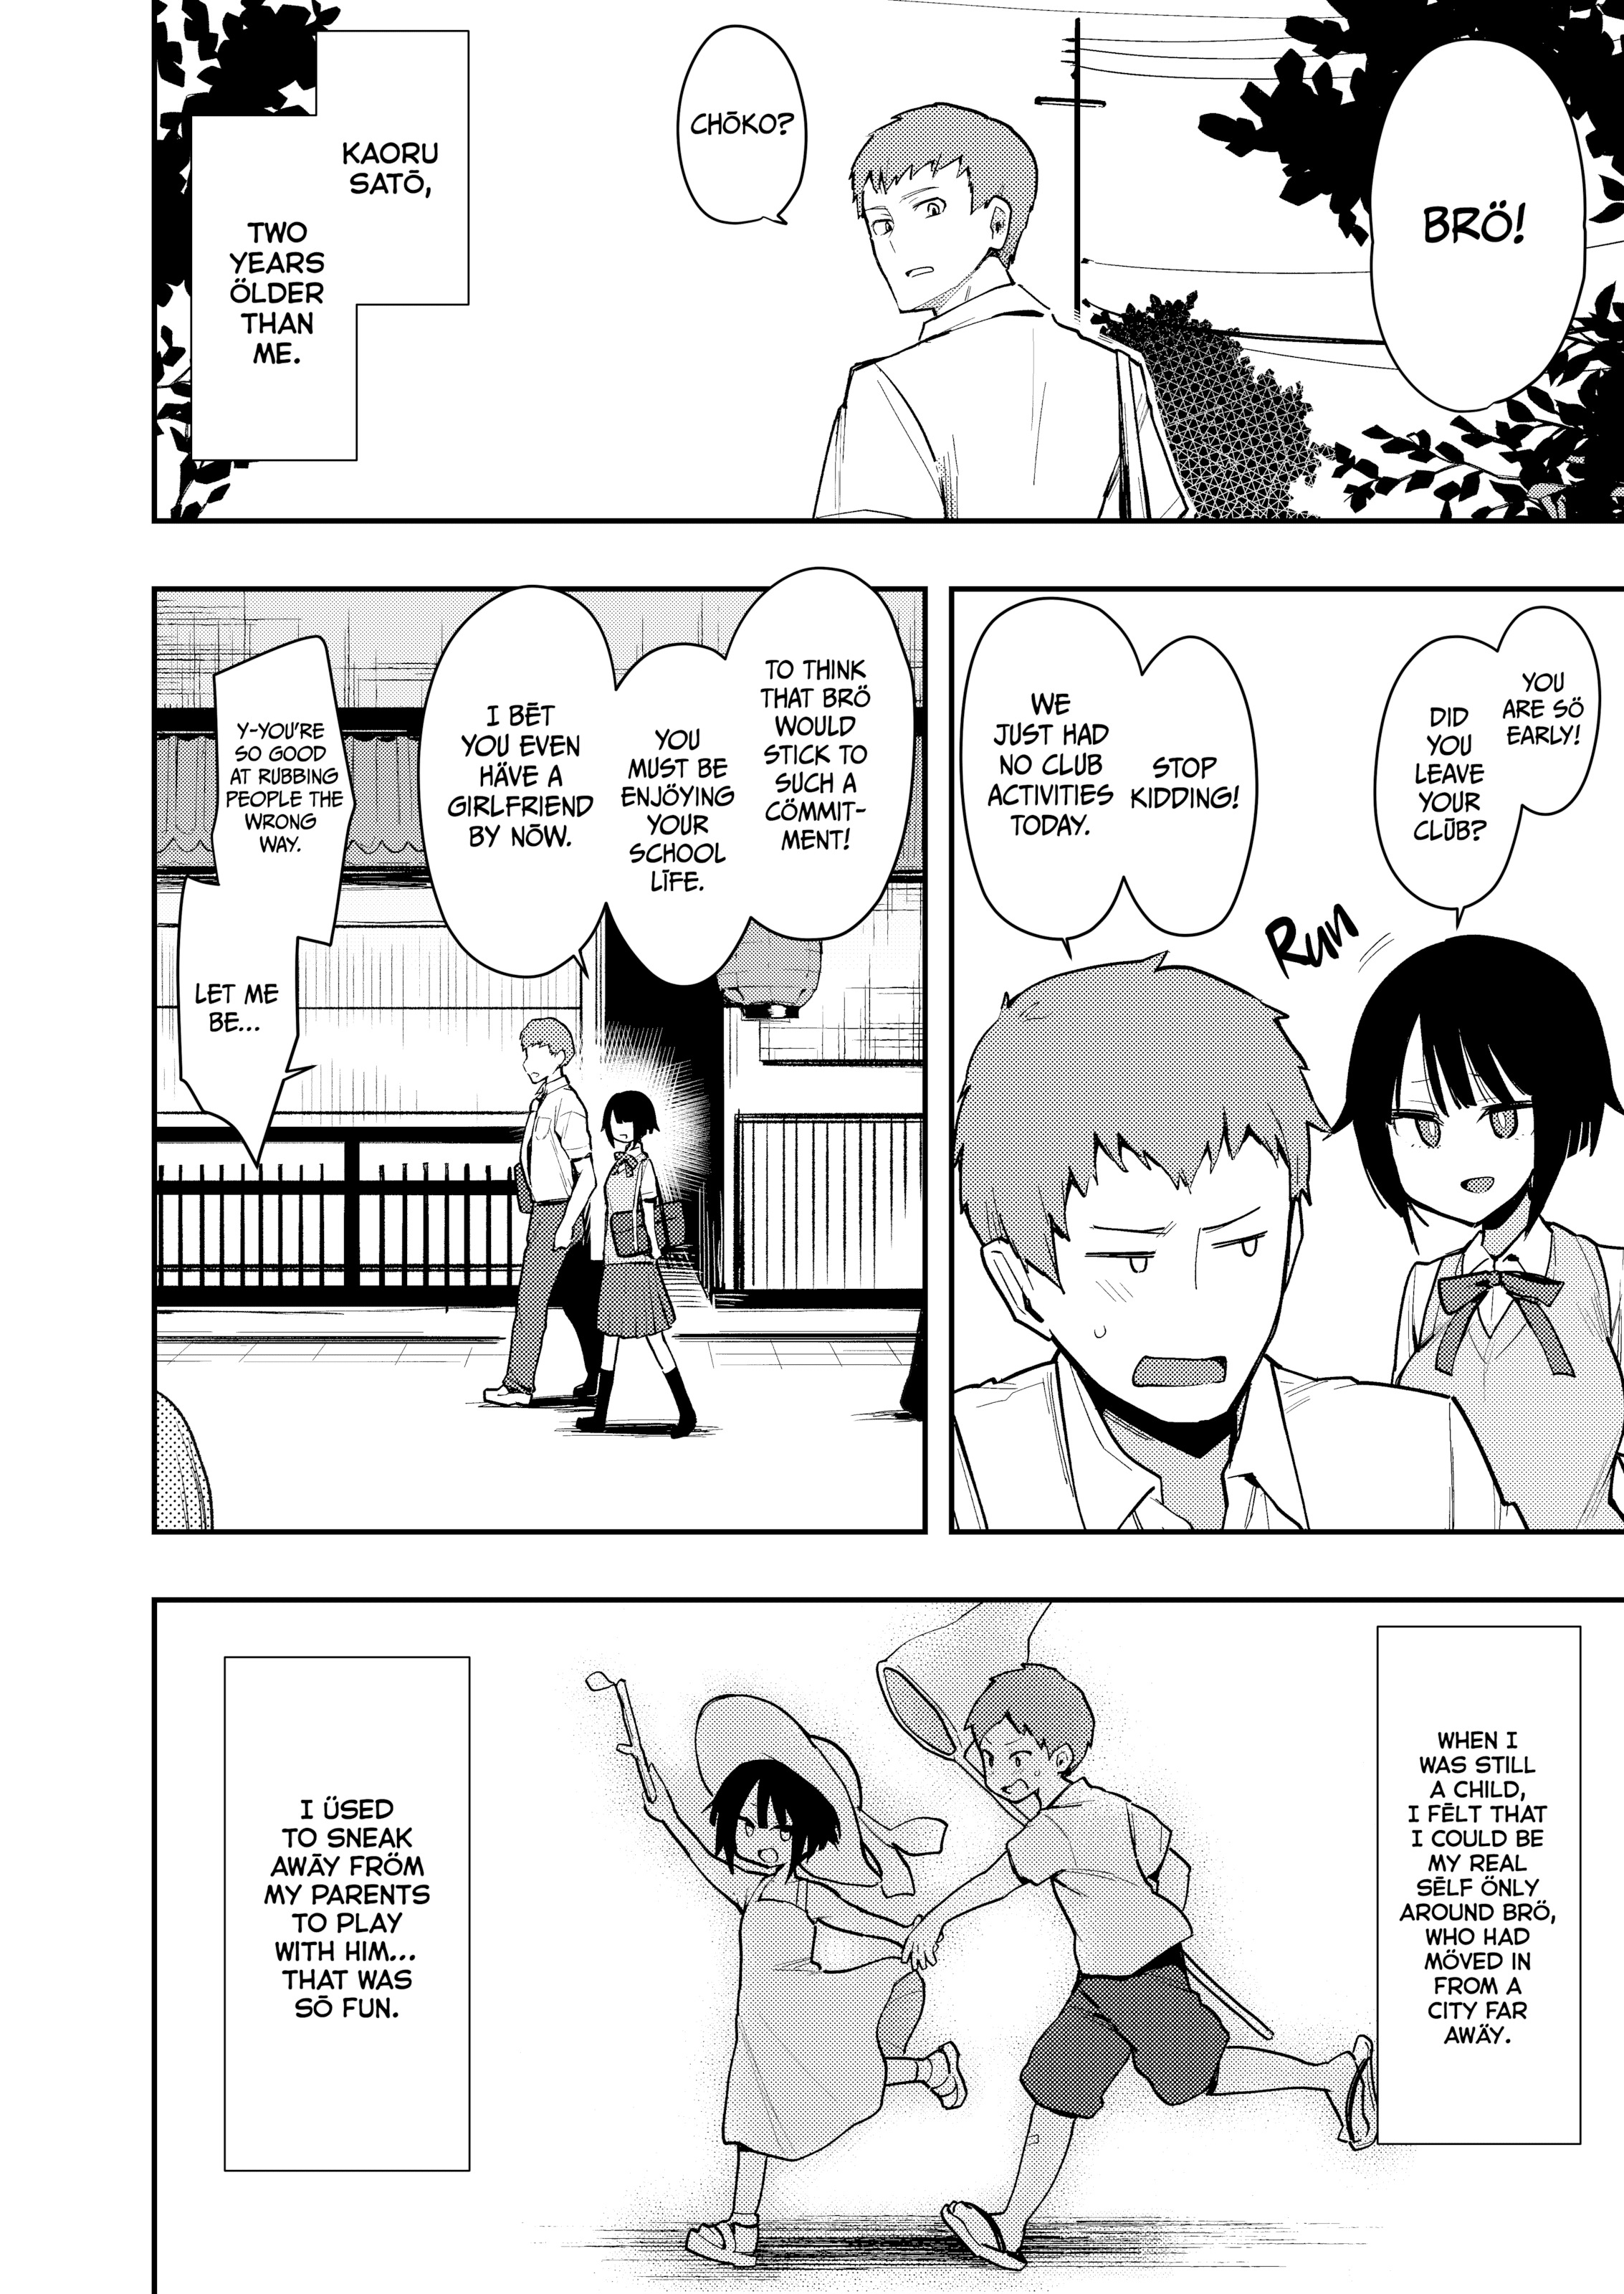 BRÖ!
CHŌKO?
KAORU
SATŌ,
TWO
YEARS
ÖLDER
THAN
ME.
YOU
ARE SÖ
EARLY!
DID
YOU
LEAVE
YOUR
CLŪB?
Run
STOP
KIDDING!
WE
JUST HAD
NO CLUB
ACTIVITIES
TODAY.
TO THINK
THAT BRÖ
WOULD
STICK TO
SUCH A
CÖMMIT-
MENT!
YOU
MUST BE
ENJÖYING
YOUR
SCHOOL
LĪFE.
I BĒT
YOU EVEN
HÄVE A
GIRLFRIEND
BY NŌW.
Y-YOU'RE
SO GOOD
AT RUBBING
PEOPLE THE
WRONG
WAY.
LET ME
BE...
WHEN I
WAS STILL
A CHILD,
I FĒLT THAT
I COULD BE
MY REAL
SĒLF ÖNLY
AROUND BRÖ,
WHO HAD
MÖVED IN
FROM A
CITY FAR
AWÄY.
I ÜSED
TO SNEAK
AWĀY FRÖM
MY PARENTS
TO PLAY
WITH HIM...
THAT WAS
SŌ FUN.